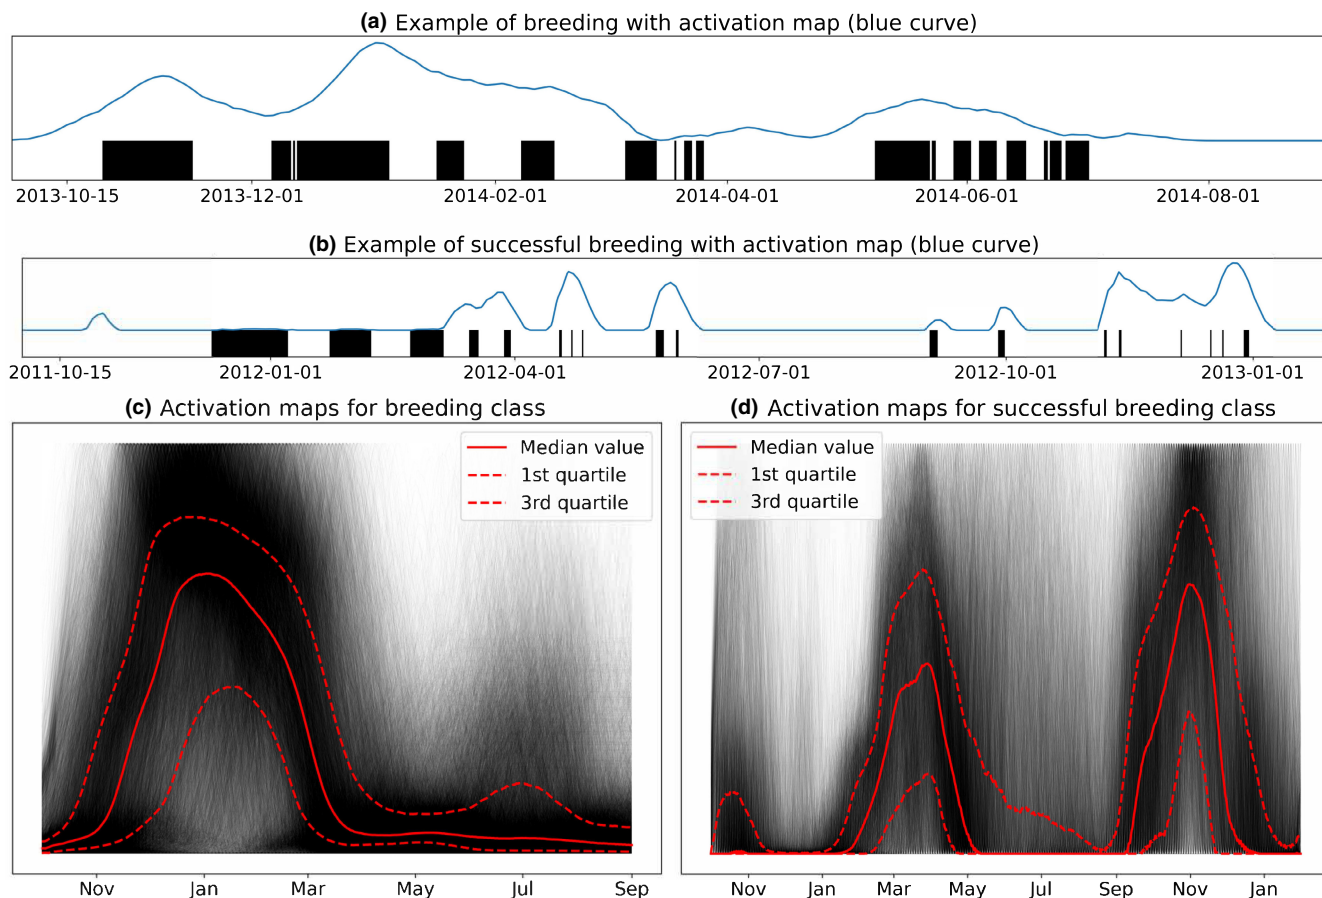 (a) Example of breeding with activation map (blue curve)
2013-10-15 2013-12-01 2014-02-01 2014-04-01 2014-06-01 2014-08-01
(b) Example of successful breeding with activation map (blue curve)
2011-10-15 2012-01-01 2012-04-01 2012-07-01 2012-10-01 2013-01-01
(c) Activation maps for breeding class
Median value
1st quartile
3rd quartile
Nov Jan Mar May Jul Sep
(d) Activation maps for successful breeding class
Median value
1st quartile
3rd quartile
Nov Jan Mar May Jul Sep Nov Jan